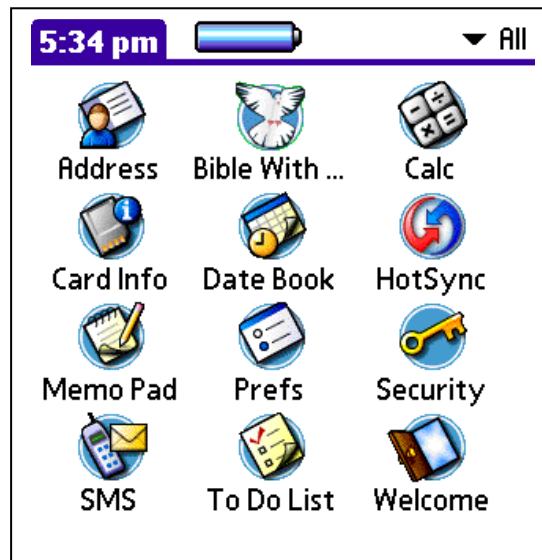 5:34 pm All
Address Bible With ... Calc
Card Info Date Book HotSync
Memo Pad Prefs Security
SMS To Do List Welcome